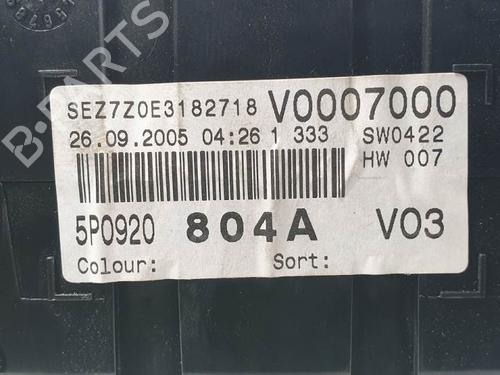 SEZ7Z0E3182718 V0007000
26.09.2005 04:26 1 333 SW0422
HW 007
5P0920 804A V03
Colour: Sort:
B-PARTS